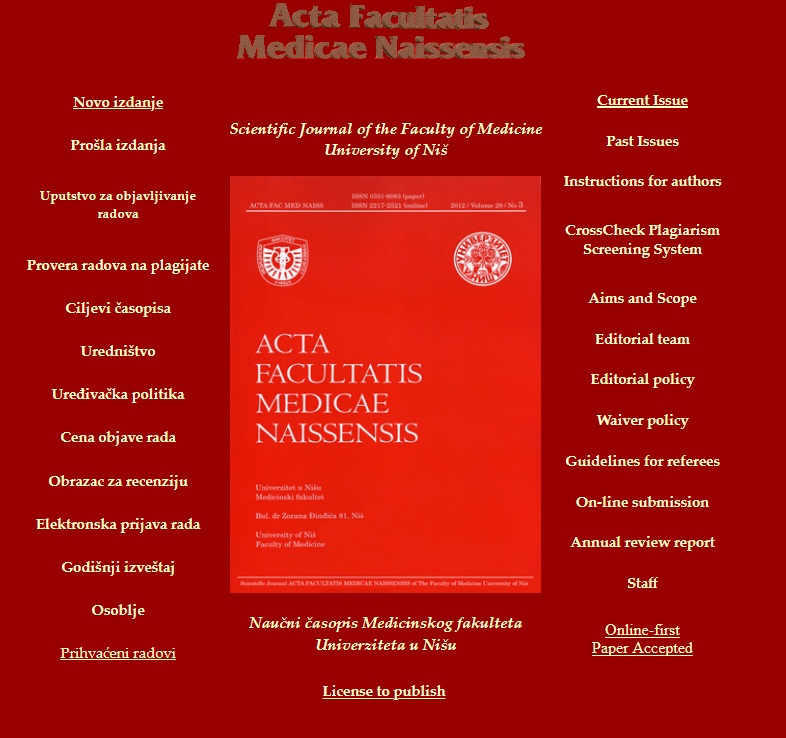 Acta Facultatis
Medicae Naissensis
Novo izdanje
Prošla izdanja
Uputstvo za objavljivanje
radova
Provera radova na plagijate
Ciljevi časopisa
Uredništvo
Uređivačka politika
Cena objave rada
Obrazac za recenziju
Elektronska prijava rada
Godišnji izveštaj
Osoblje
Prihvaćeni radovi
Scientific Journal of the Faculty of Medicine
University of Niš
ISSN 0351-6083 (paper)
ACTA FAC MED NAISS ISSN 2217-2521 (online) 2012 / Volume 29 / No 3
ACTA
FACULTATIS
MEDICAE
NAISSENSIS
Univerzitet u Nišu
Medicinski fakultet
Bul. dr Zorana Đinđića 81, Niš
University of Niš
Faculty of Medicine
Scientific Journal ACTA FACULTATIS MEDICAE NAISSENSIS of The Faculty of Medicine University of Niš
Naučni časopis Medicinskog fakulteta
Univerziteta u Nišu
License to publish
Current Issue
Past Issues
Instructions for authors
CrossCheck Plagiarism
Screening System
Aims and Scope
Editorial team
Editorial policy
Waiver policy
Guidelines for referees
On-line submission
Annual review report
Staff
Online-first
Paper Accepted